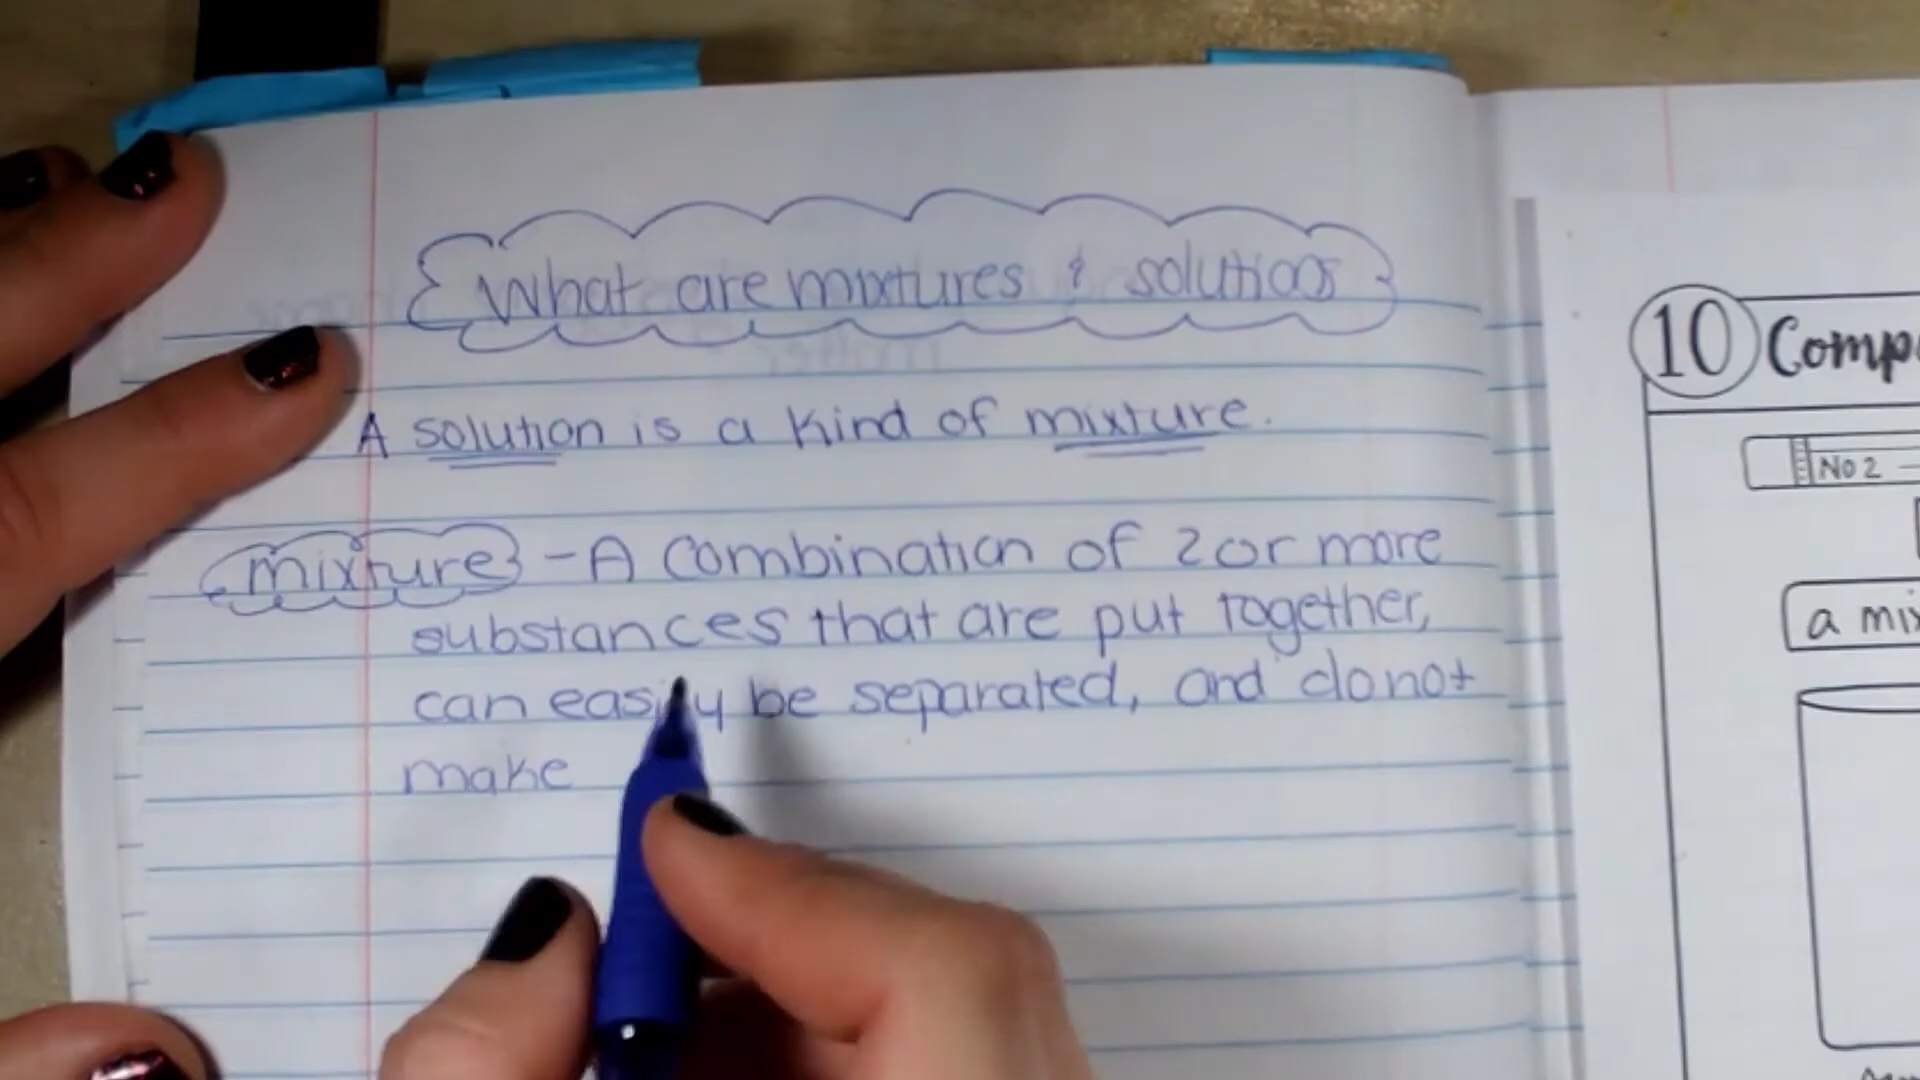 What are mixtures & solutions
A solution is a kind of mixture.
mixture - A combination of 2 or more
substances that are put together,
can easily be separated, and do not
make
10 Comp
No 2
a mix